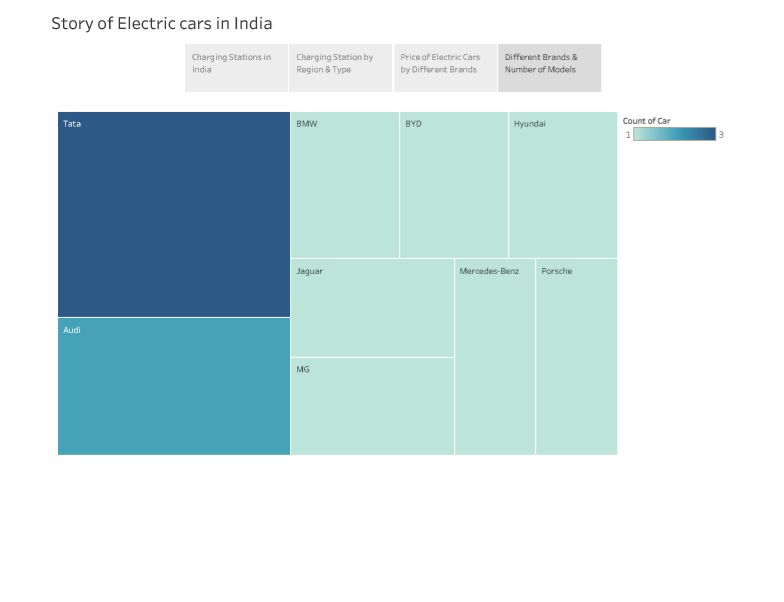 Story of Electric cars in India
Charging Stations in
India
Charging Station by
Region & Type
Price of Electric Cars
by Different Brands
Different Brands &
Number of Models
Tata
BMW
BYD
Hyundai
Count of Car
1
3
Jaguar
Mercedes-Benz
Porsche
Audi
MG